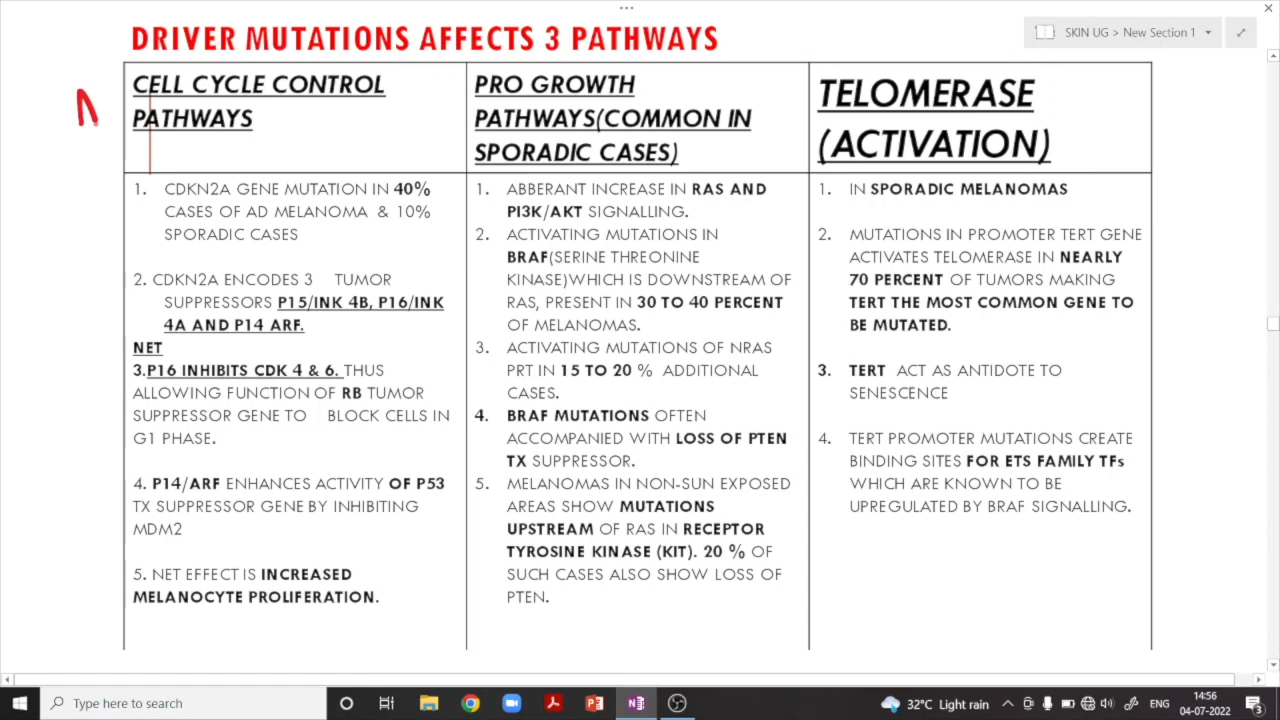 DRIVER MUTATIONS AFFECTS 3 PATHWAYS
SKIN UG > New Section 1
CELL CYCLE CONTROL
PATHWAYS
1. CDKN2A GENE MUTATION IN 40%
CASES OF AD MELANOMA & 10%
SPORADIC CASES
2. CDKN2A ENCODES 3 TUMOR
SUPPRESSORS P15/INK 4B, P16/INK
4A AND P14 ARF.
NET
3.P16 INHIBITS CDK 4 & 6. THUS
ALLOWING FUNCTION OF RB TUMOR
SUPPRESSOR GENE TO BLOCK CELLS IN
G1 PHASE.
4. P14/ARF ENHANCES ACTIVITY OF P53
TX SUPPRESSOR GENE BY INHIBITING
MDM2
5. NET EFFECT IS INCREASED
MELANOCYTE PROLIFERATION.
PRO GROWTH
PATHWAYS(COMMON IN
SPORADIC CASES)
1. ABBERANT INCREASE IN RAS AND
PI3K/AKT SIGNALLING.
2. ACTIVATING MUTATIONS IN
BRAF(SERINE THREONINE
KINASE)WHICH IS DOWNSTREAM OF
RAS, PRESENT IN 30 TO 40 PERCENT
OF MELANOMAS.
3. ACTIVATING MUTATIONS OF NRAS
PRT IN 15 TO 20 % ADDITIONAL
CASES.
4. BRAF MUTATIONS OFTEN
ACCOMPANIED WITH LOSS OF PTEN
TX SUPPRESSOR.
5. MELANOMAS IN NON-SUN EXPOSED
AREAS SHOW MUTATIONS
UPSTREAM OF RAS IN RECEPTOR
TYROSINE KINASE (KIT). 20 % OF
SUCH CASES ALSO SHOW LOSS OF
PTEN.
TELOMERASE
(ACTIVATION)
1. IN SPORADIC MELANOMAS
2. MUTATIONS IN PROMOTER TERT GENE
ACTIVATES TELOMERASE IN NEARLY
70 PERCENT OF TUMORS MAKING
TERT THE MOST COMMON GENE TO
BE MUTATED.
3. TERT ACT AS ANTIDOTE TO
SENESCENCE
4. TERT PROMOTER MUTATIONS CREATE
BINDING SITES FOR ETS FAMILY TFs
WHICH ARE KNOWN TO BE
UPREGULATED BY BRAF SIGNALLING.
Type here to search
32°C Light rain
ENG
14:56
04-07-2022
3